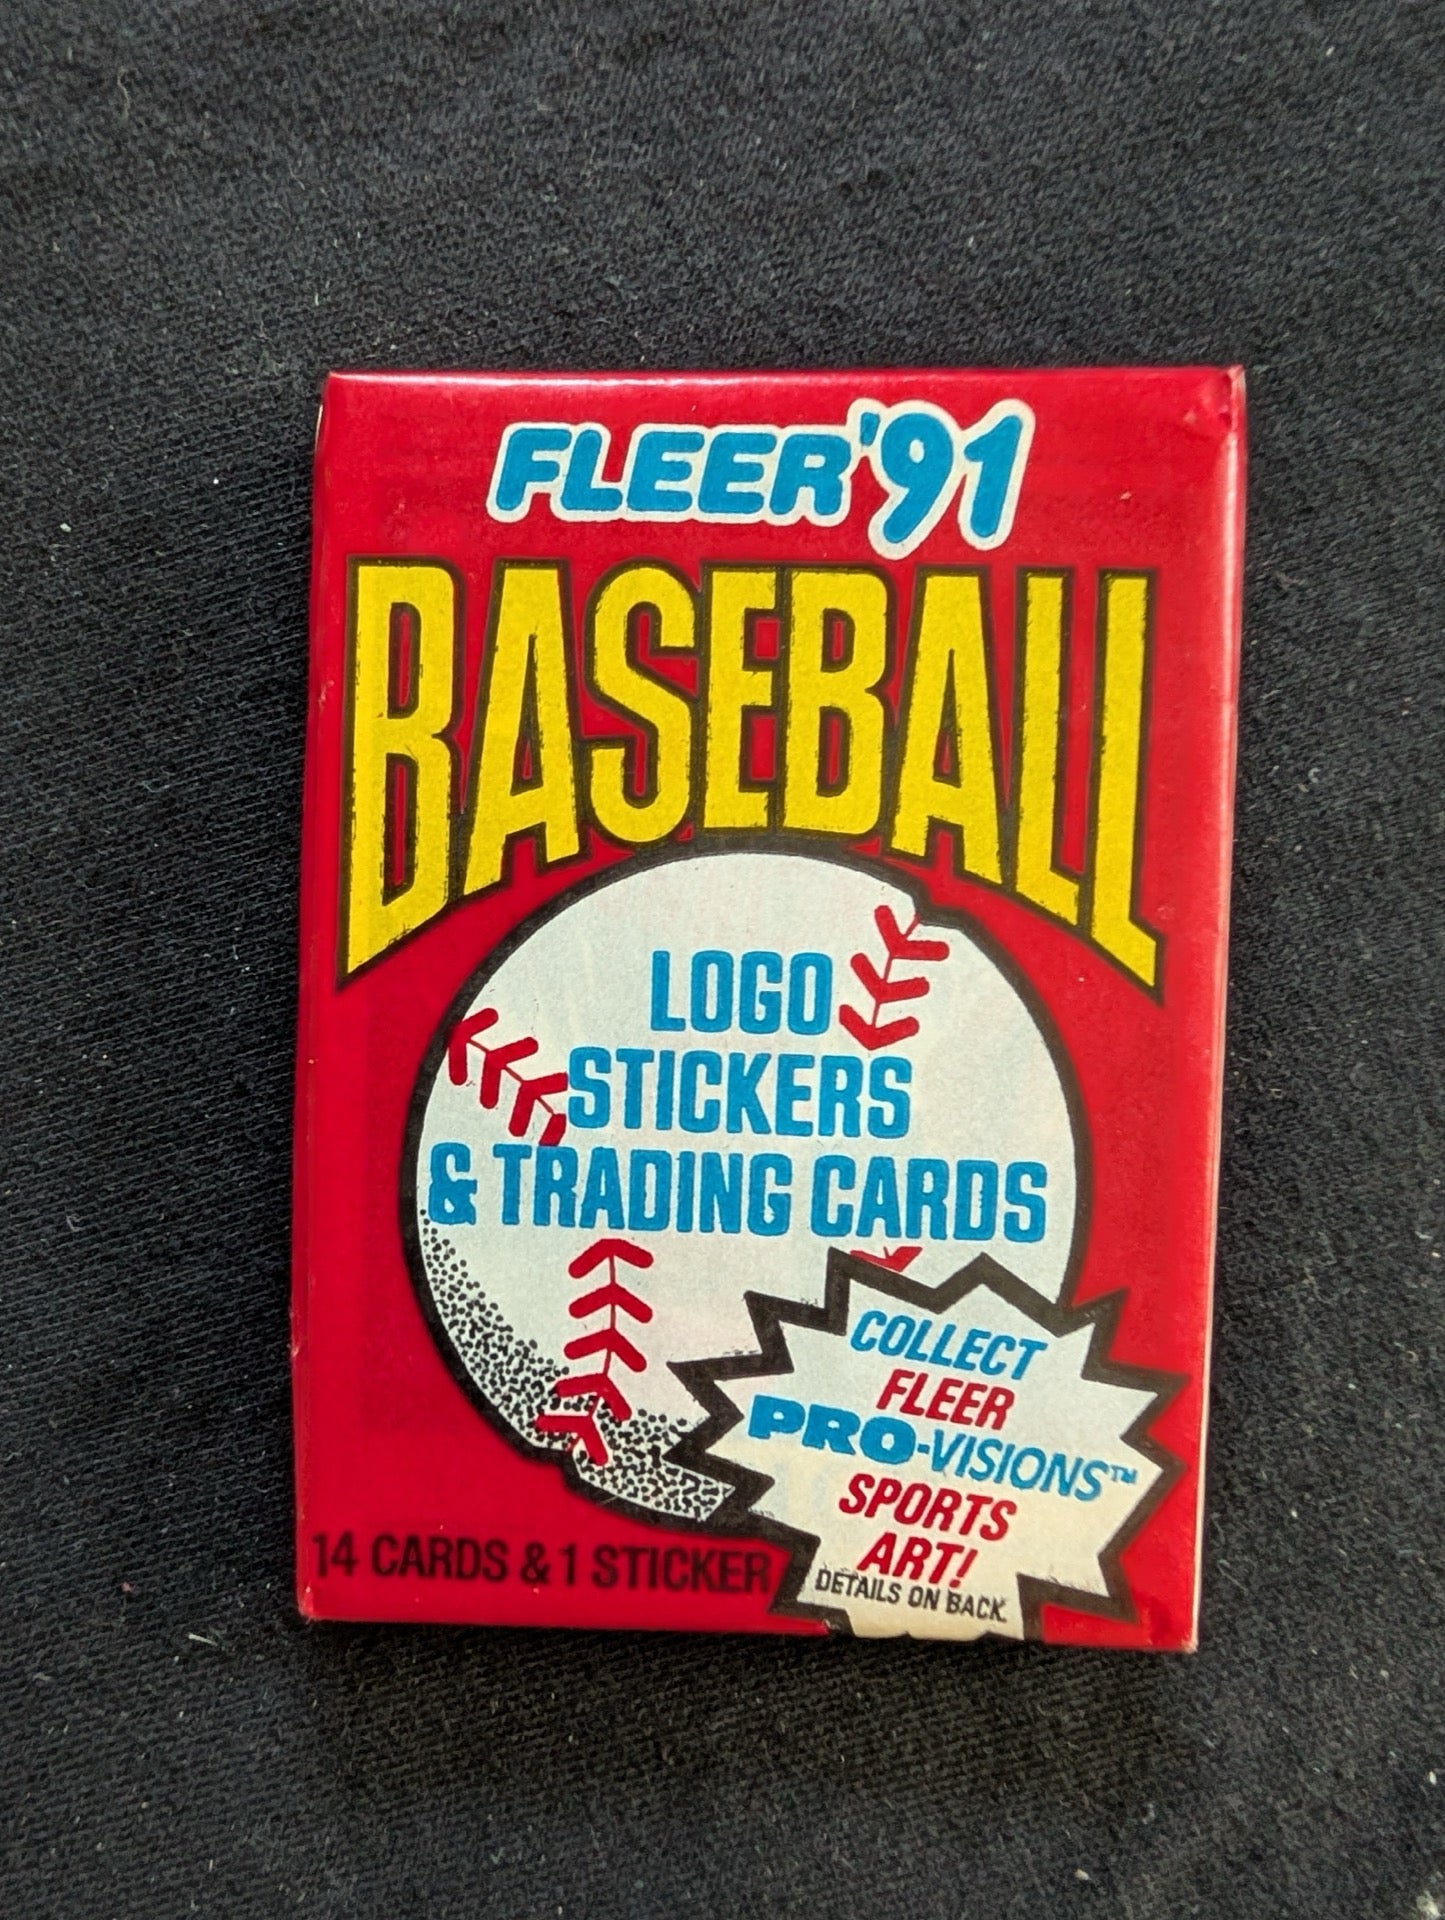 FLEER '91
BASEBALL
LOGO
STICKERS
& TRADING CARDS
COLLECT
FLEER
PRO-VISIONS™
SPORTS
ART!
DETAILS ON BACK.
14 CARDS & 1 STICKER